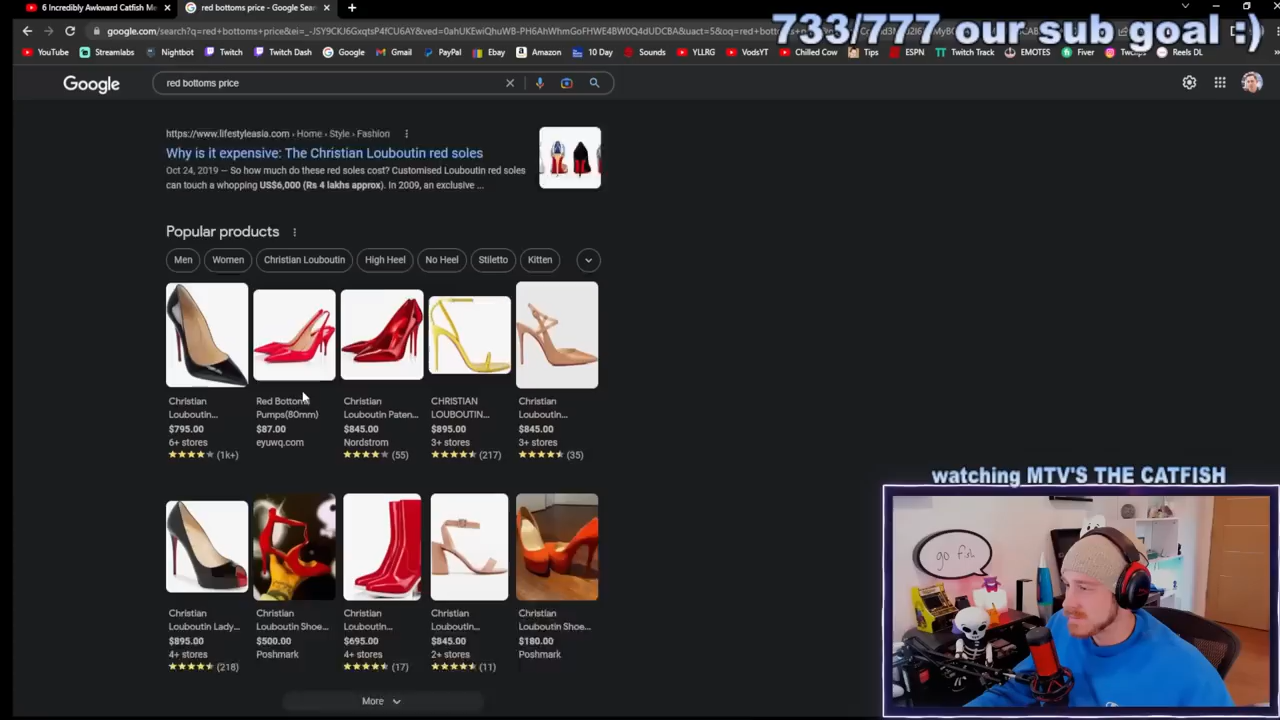 6 Incredibly Awkward Catfish M
red bottoms price - Google Sear
733/777 our sub goal :)
YouTube
Streamlabs
Nightbot
Twitch
Twitch Dash
Google
Gmail
PayPal
Ebay
Amazon
10 Day
Sounds
YLLRG
VodsYT
Chilled Cow
Tips
ESPN
Twitch Track
EMOTES
Fiver
Reels DL
Google
red bottoms price
https://www.lifestyleasia.com › Home › Style › Fashion
Why is it expensive: The Christian Louboutin red soles
Oct 24, 2019 — So how much do these red soles cost? Customised Louboutin red soles
can touch a whopping US$6,000 (Rs 4 lakhs approx). In 2009, an exclusive ...
Popular products
Men
Women
Christian Louboutin
High Heel
No Heel
Stiletto
Kitten
Christian
Louboutin...
$795.00
6+ stores
(1k+)
Red Bottoms
Pumps(80mm)
$87.00
eyuwq.com
Christian
Louboutin Paten...
$845.00
Nordstrom
(55)
CHRISTIAN
LOUBOUTIN...
$895.00
3+ stores
(217)
Christian
Louboutin...
$845.00
3+ stores
(35)
Christian
Louboutin Lady...
$895.00
4+ stores
(218)
Christian
Louboutin Shoe...
$500.00
Poshmark
Christian
Louboutin...
$695.00
4+ stores
(17)
Christian
Louboutin...
$845.00
2+ stores
(11)
Christian
Louboutin Shoe...
$180.00
Poshmark
More
watching MTV'S THE CATFISH
go fish